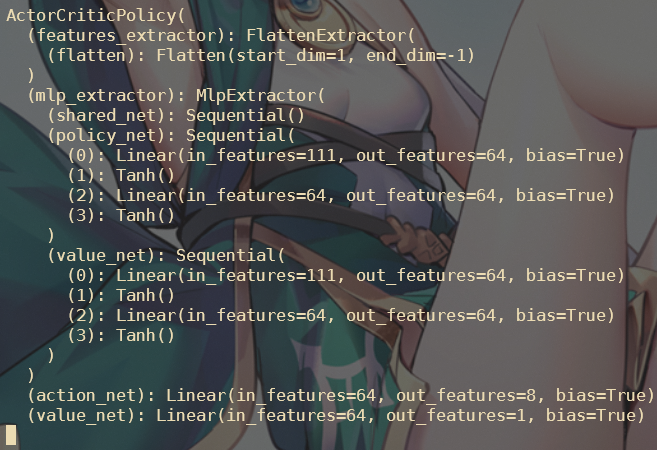 ActorCriticPolicy(
  (features_extractor): FlattenExtractor(
    (flatten): Flatten(start_dim=1, end_dim=-1)
  )
  (mlp_extractor): MlpExtractor(
    (shared_net): Sequential()
    (policy_net): Sequential(
      (0): Linear(in_features=111, out_features=64, bias=True)
      (1): Tanh()
      (2): Linear(in_features=64, out_features=64, bias=True)
      (3): Tanh()
    )
    (value_net): Sequential(
      (0): Linear(in_features=111, out_features=64, bias=True)
      (1): Tanh()
      (2): Linear(in_features=64, out_features=64, bias=True)
      (3): Tanh()
    )
  )
  (action_net): Linear(in_features=64, out_features=8, bias=True)
  (value_net): Linear(in_features=64, out_features=1, bias=True)